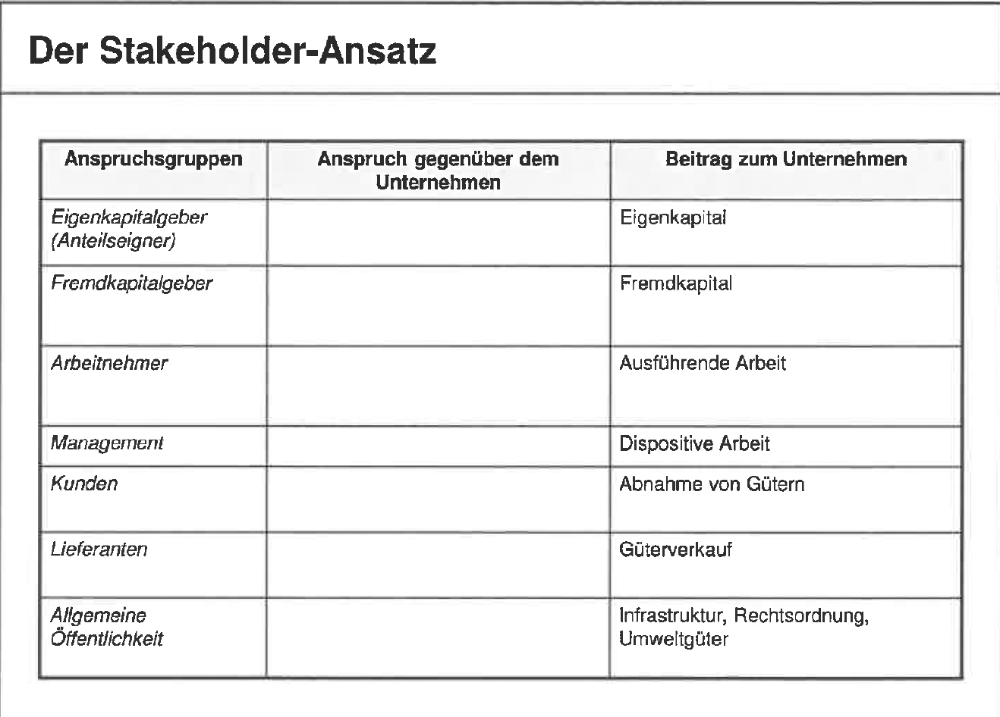 Der Stakeholder-Ansatz
Anspruchsgruppen
Anspruch gegenüber dem
Unternehmen
Beitrag zum Unternehmen
Eigenkapitalgeber
(Anteilseigner)
Eigenkapital
Fremdkapitalgeber
Fremdkapital
Arbeitnehmer
Ausführende Arbeit
Management
Dispositive Arbeit
Kunden
Abnahme von Gütern
Lieferanten
Güterverkauf
Allgemeine
Öffentlichkeit
Infrastruktur, Rechtsordnung,
Umweltgüter